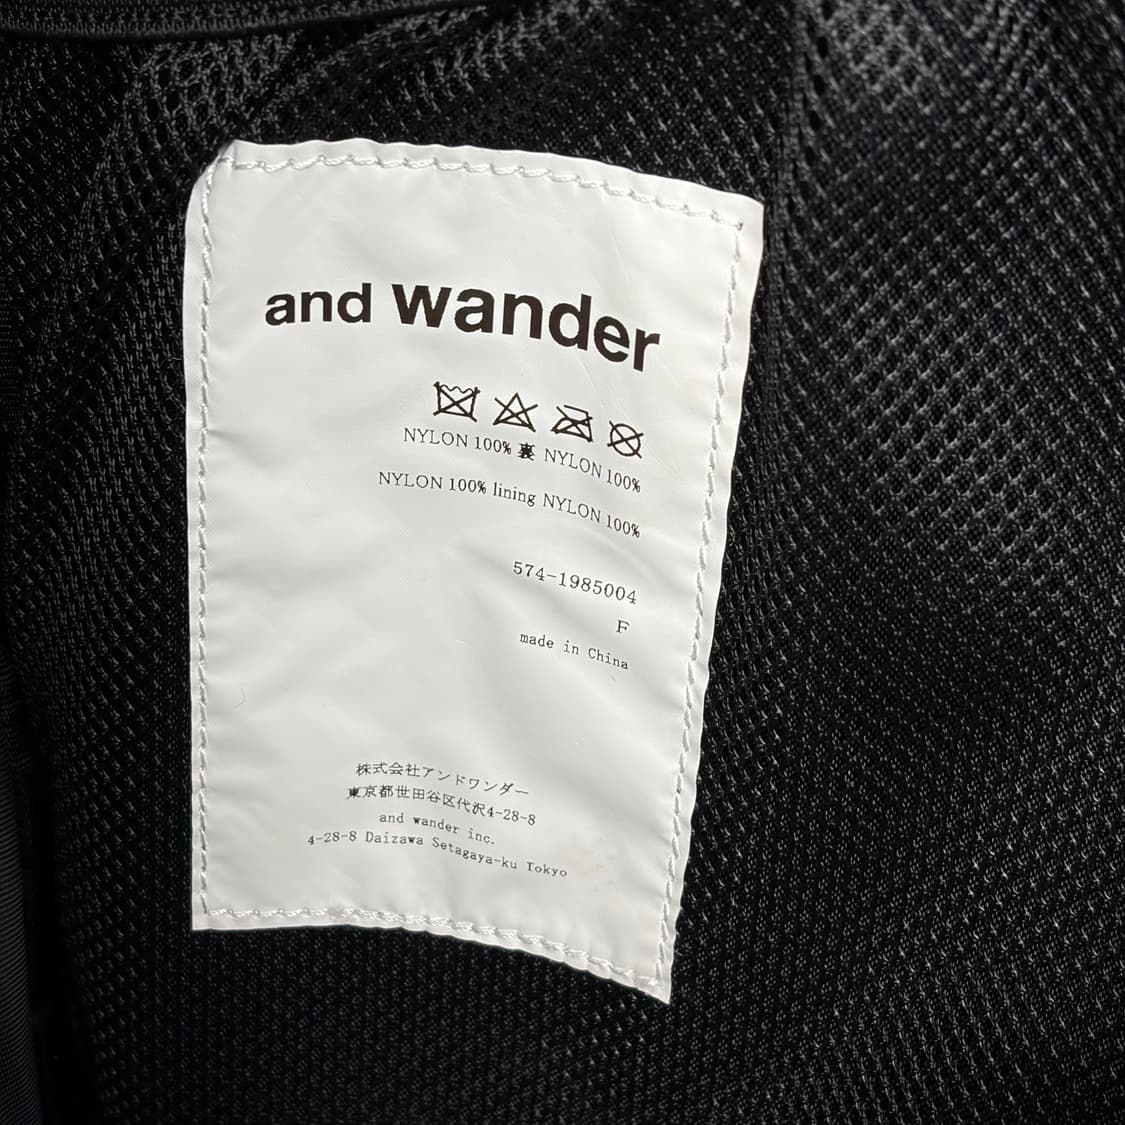 and wander
NYLON 100% 裏 NYLON 100%
NYLON 100% lining NYLON 100%
574-1985004
F
made in China
株式会社アンドワンダー
東京都世田谷区代沢4-28-8
and wander inc.
4-28-8 Daizawa Setagaya-ku Tokyo